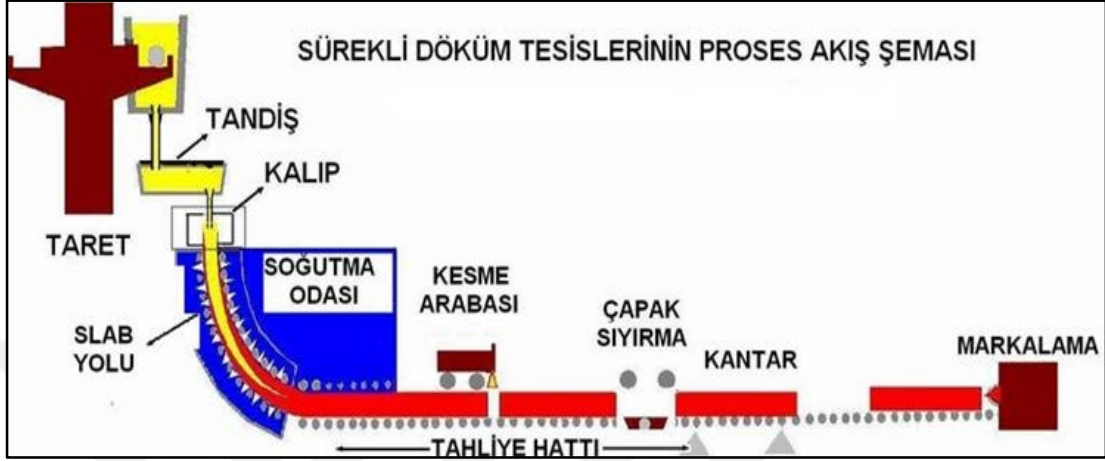 SÜREKLİ DÖKÜM TESİSLERİNİN PROSES AKIŞ ŞEMASI
TANDİŞ
KALIP
TARET
SOĞUTMA
ODASI
SLAB
YOLU
KESME
ARABASI
ÇAPAK
SIYIRMA
KANTAR
MARKALAMA
TAHLİYE HATTI